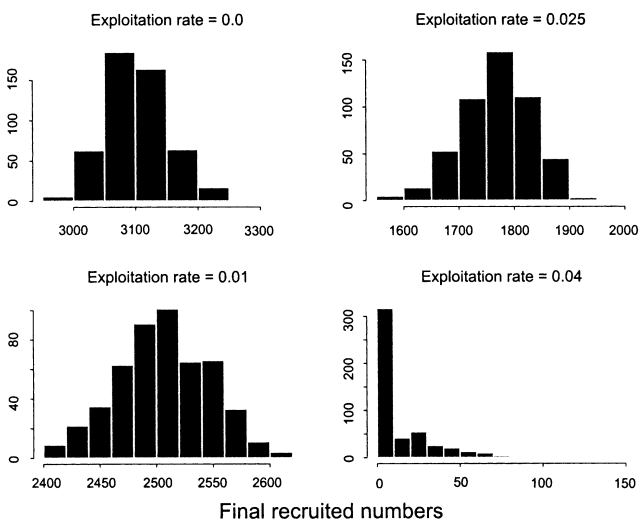 Exploitation rate = 0.0
150
100
50
0
3000 3100 3200 3300
Exploitation rate = 0.025
150
100
50
0
1600 1700 1800 1900 2000
Exploitation rate = 0.01
80
40
0
2400 2450 2500 2550 2600
Exploitation rate = 0.04
300
200
100
0
0 50 100 150
Final recruited numbers